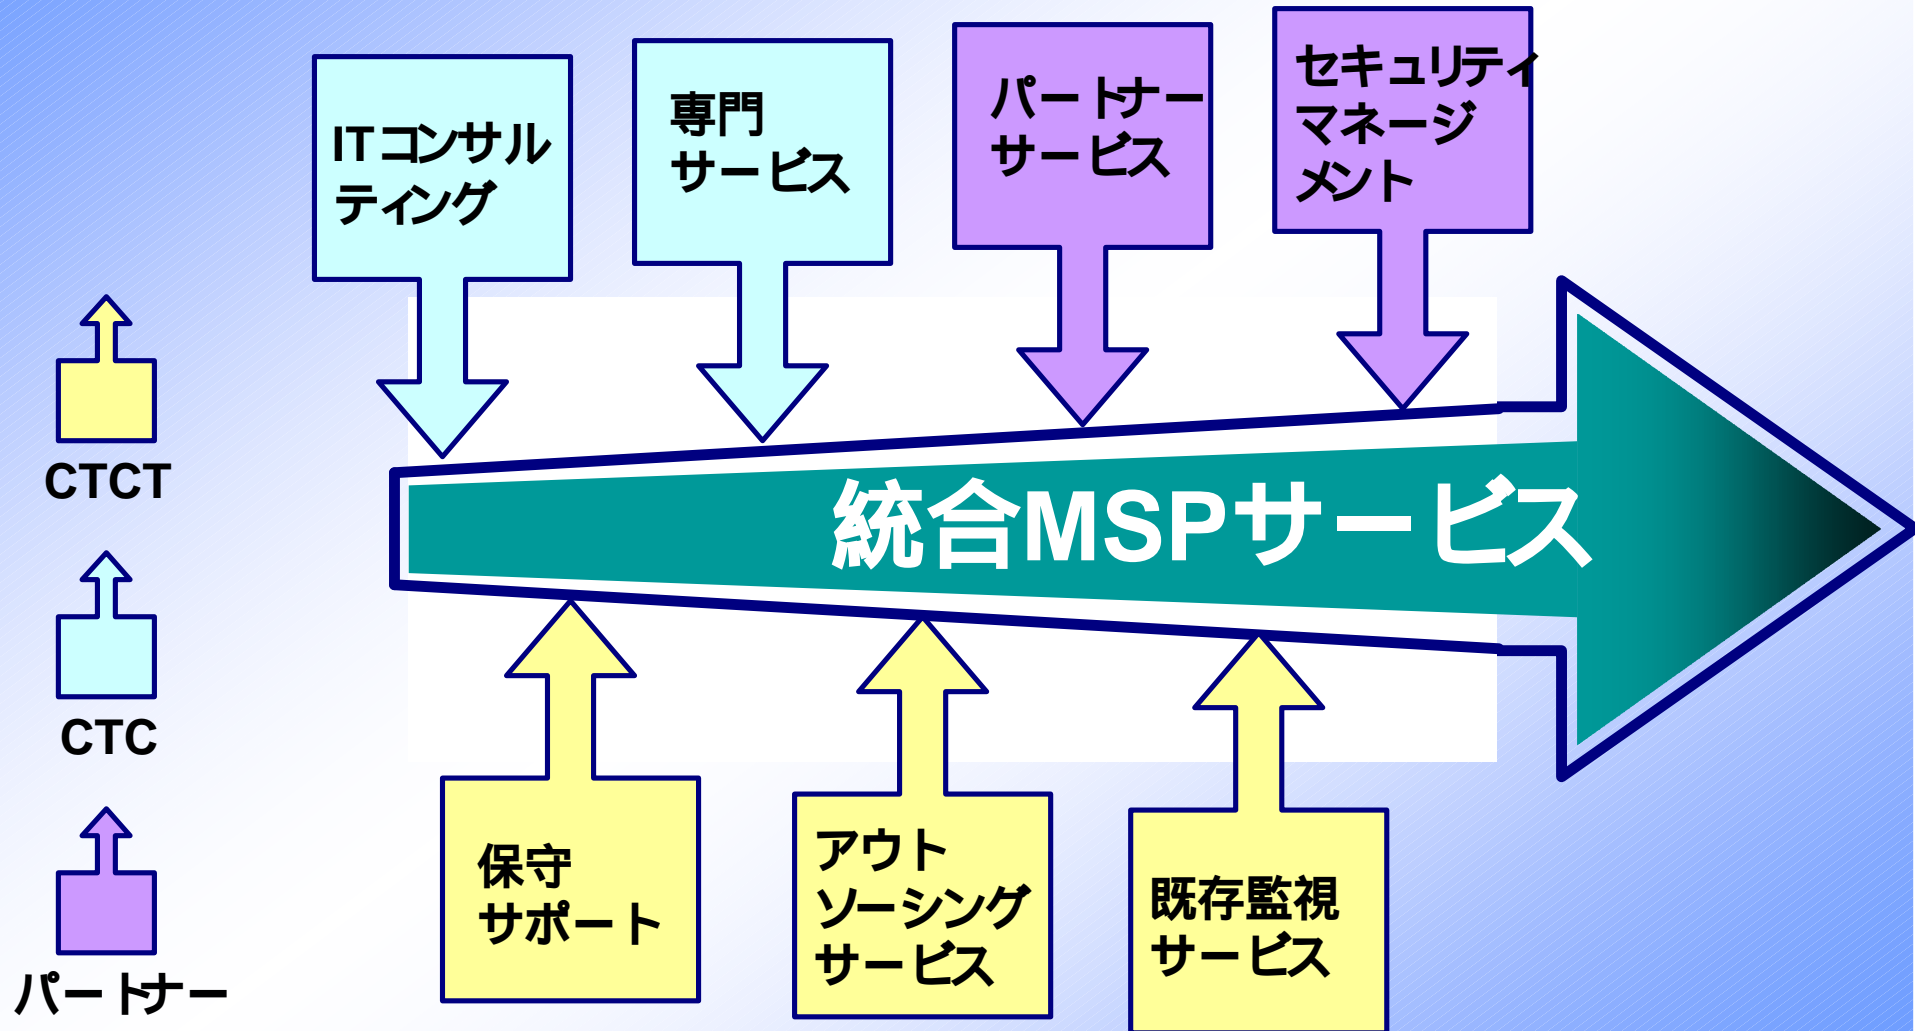 ITコンサル
ティング
専門
サービス
パートナー
サービス
セキュリティ
マネージ
メント
CTCT
CTC
パートナー
統合MSPサービス
保守
サポート
アウト
ソーシング
サービス
既存監視
サービス